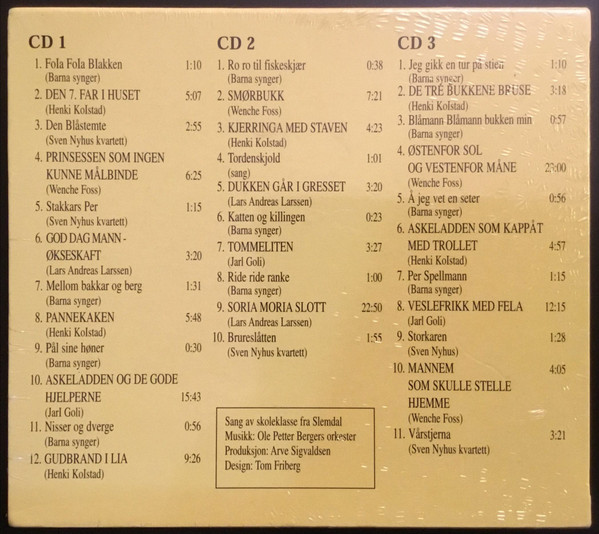 CD 1
1. Fola Fola Blakken 1:10
(Barna synger)
2. DEN 7. FAR I HUSET 5:07
(Henki Kolstad)
3. Den Blåstemte 2:55
(Sven Nyhus kvartett)
4. PRINSESSEN SOM INGEN
KUNNE MÅLBINDE 6:25
(Wenche Foss)
5. Stakkars Per 1:15
(Sven Nyhus kvartett)
6. GOD DAG MANN -
ØKSESKAFT 3:20
(Lars Andreas Larssen)
7. Mellom bakkar og berg 1:31
(Barna synger)
8. PANNEKAKEN 5:48
(Henki Kolstad)
9. Pål sine høner 0:30
(Barna synger)
10. ASKELADDEN OG DE GODE
HJELPERNE 15:43
(Jarl Goli)
11. Nisser og dverge 0:56
(Barna synger)
12. GUDBRAND I LIA 9:26
(Henki Kolstad)
CD 2
1. Ro ro til fiskeskjær 0:38
(Barna synger)
2. SMØRBUKK 7:21
(Wenche Foss)
3. KJERRINGA MED STAVEN 4:23
(Henki Kolstad)
4. Tordenskjold 1:01
(sang)
5. DUKKEN GÅR I GRESSET 3:20
(Lars Andreas Larssen)
6. Katten og killingen 0:23
(Barna synger)
7. TOMMELITEN 3:27
(Jarl Goli)
8. Ride ride ranke 1:00
(Barna synger)
9. SORIA MORIA SLOTT 22:50
(Lars Andreas Larssen)
10. Brureslåtten 1:55
(Sven Nyhus kvartett)
Sang av skoleklasse fra Slemdal
Musikk: Ole Petter Bergers orkester
Produksjon: Arve Sigvaldsen
Design: Tom Friberg
CD 3
1. Jeg gikk en tur på stien 1:10
(Barna synger)
2. DE TRE BUKKENE BRUSE 3:18
(Henki Kolstad)
3. Blåmann Blåmann bukken min 0:57
(Barna synger)
4. ØSTENFOR SOL
OG VESTENFOR MÅNE 23:00
(Wenche Foss)
5. Å jeg vet en seter 0:56
(Barna synger)
6. ASKELADDEN SOM KAPPÅT
MED TROLLET 4:57
(Henki Kolstad)
7. Per Spellmann 1:15
(Barna synger)
8. VESLEFRIKK MED FELA 12:15
(Jarl Goli)
9. Storkaren 1:28
(Sven Nyhus)
10. MANNEM 4:05
SOM SKULLE STELLE
HJEMME
(Wenche Foss)
11. Vårstjerna 3:21
(Sven Nyhus kvartett)